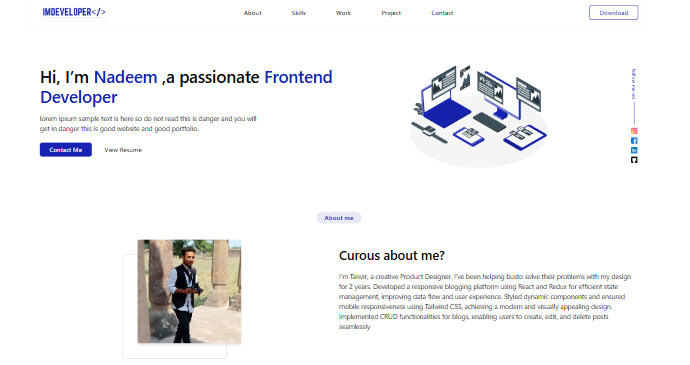 IMDEVELOPER</>
About
Skills
Work
Project
Contact
Download
Hi, I'm Nadeem ,a passionate Frontend
Developer
lorem ipsum sample text is here so do not read this is danger and you will
get in danger this is good website and good portfolio.
Contact Me
View Resume
Follow me on
About me
Curous about me?
I'm Tanvir, a creative Product Designer. I've been helping busto solve their problems with my design
for 2 years. Developed a responsive blogging platform using React and Redux for efficient state
management, improving data flow and user experience. Styled dynamic components and ensured
mobile responsiveness using Tailwind CSS, achieving a modern and visually appealing design.
Implemented CRUD functionalities for blogs, enabling users to create, edit, and delete posts
seamlessly